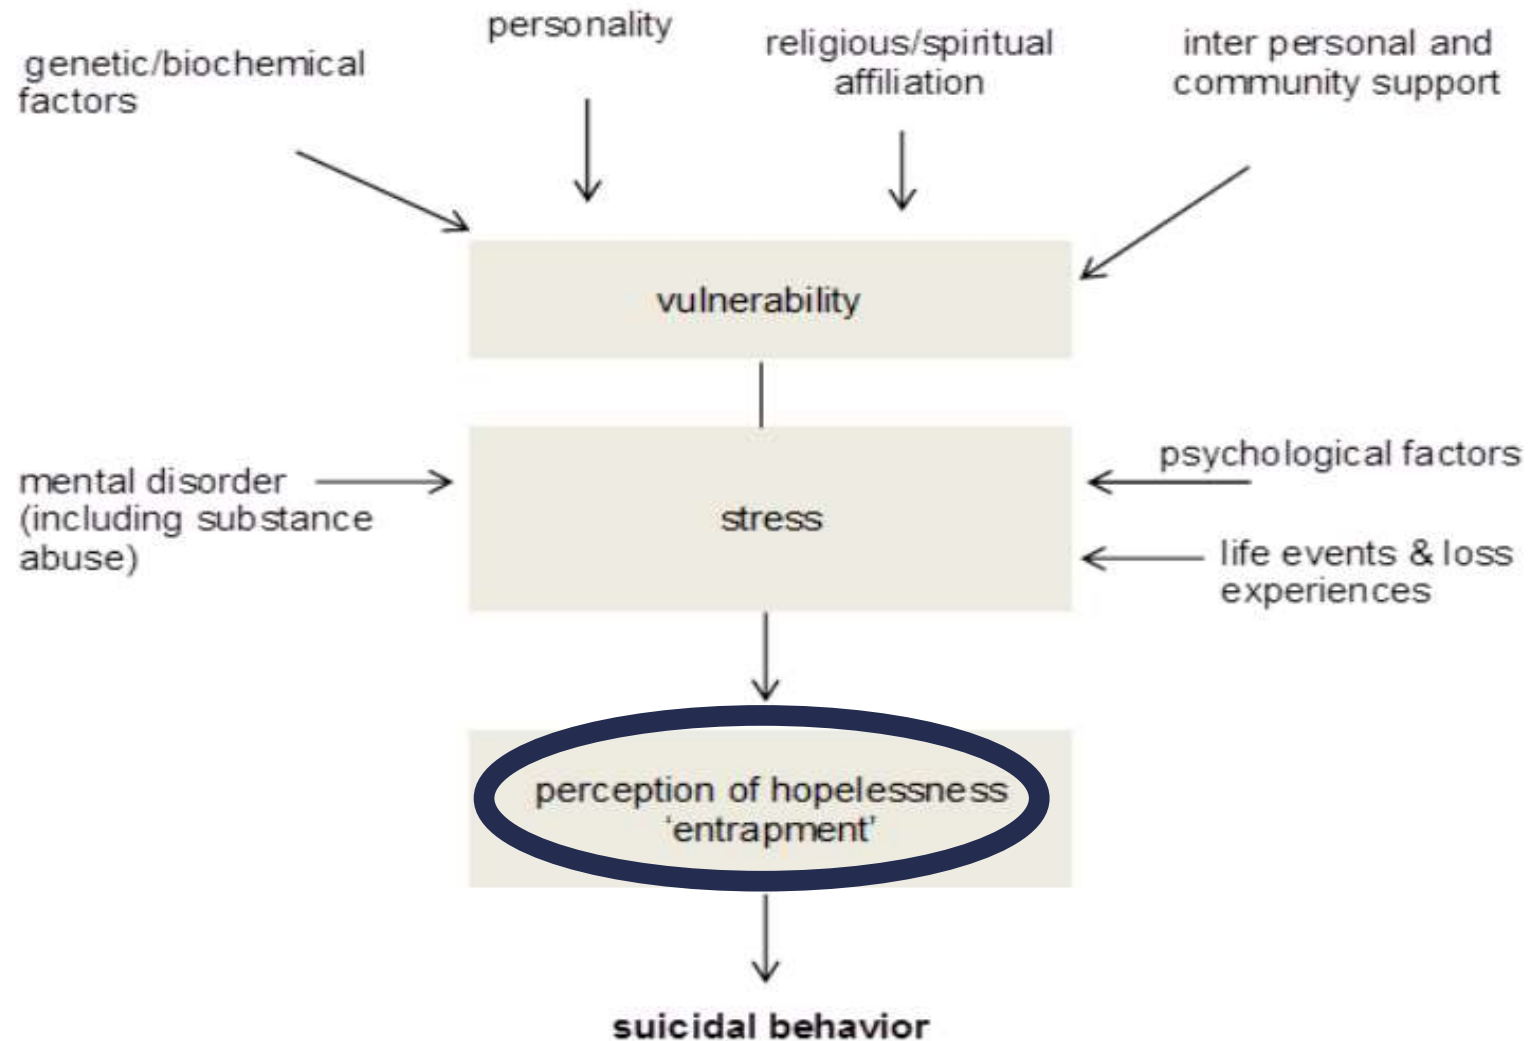 personality
genetic/biochemical
factors
religious/spiritual
affiliation
inter personal and
community support
vulnerability
mental disorder
(including substance
abuse)
stress
psychological factors
life events & loss
experiences
perception of hopelessness
‘entrapment’
suicidal behavior